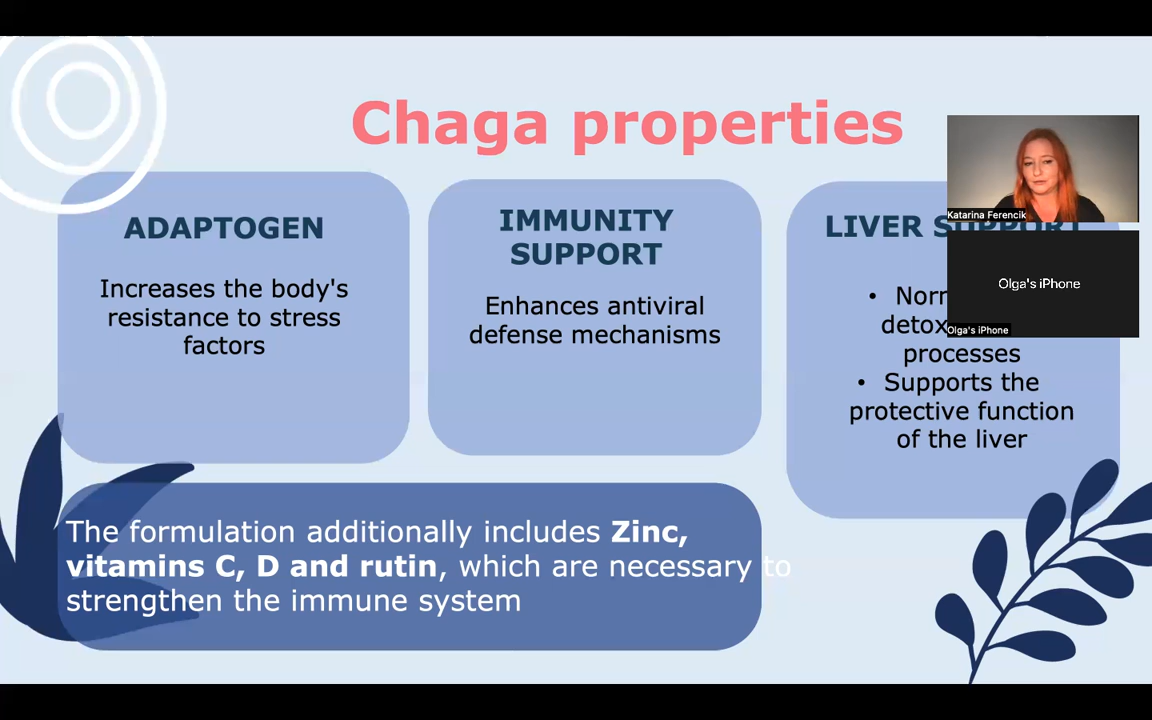 Chaga properties
ADAPTOGEN
Increases the body's
resistance to stress
factors
IMMUNITY
SUPPORT
Enhances antiviral
defense mechanisms
LIVER SUPPORT
• Nor
detox
processes
• Supports the
protective function
of the liver
The formulation additionally includes Zinc,
vitamins C, D and rutin, which are necessary to
strengthen the immune system
Katarina Ferencik
Olga's iPhone
Olga's iPhone